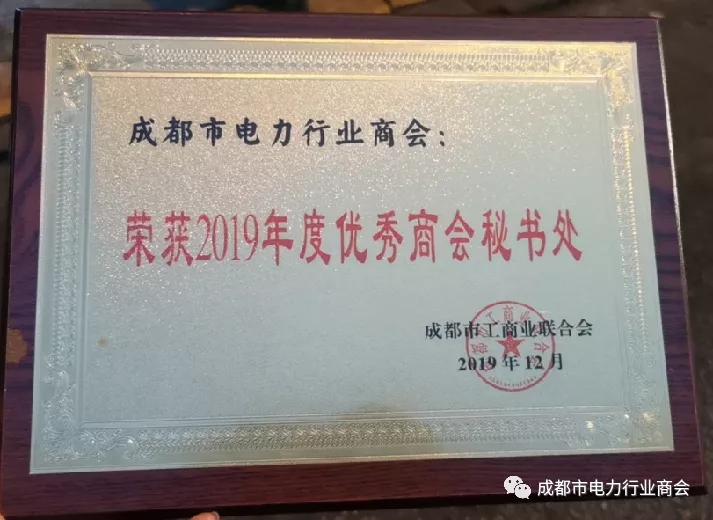 成都市电力行业商会：
荣获2019年度优秀商会秘书处
成都市工商业联合会
2019年12月
成都市电力行业商会